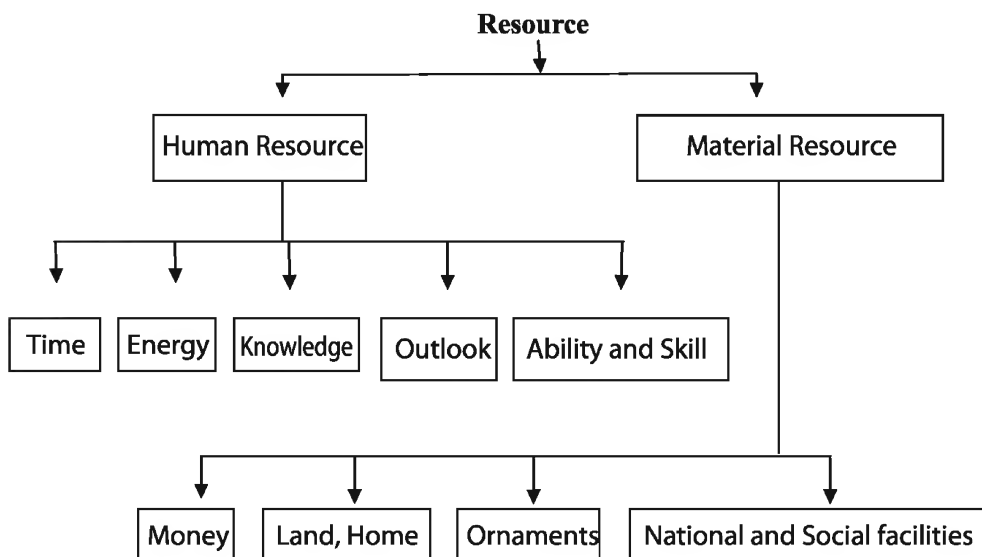 Resource
Human Resource
Material Resource
Time
Energy
Knowledge
Outlook
Ability and Skill
Money
Land, Home
Ornaments
National and Social facilities